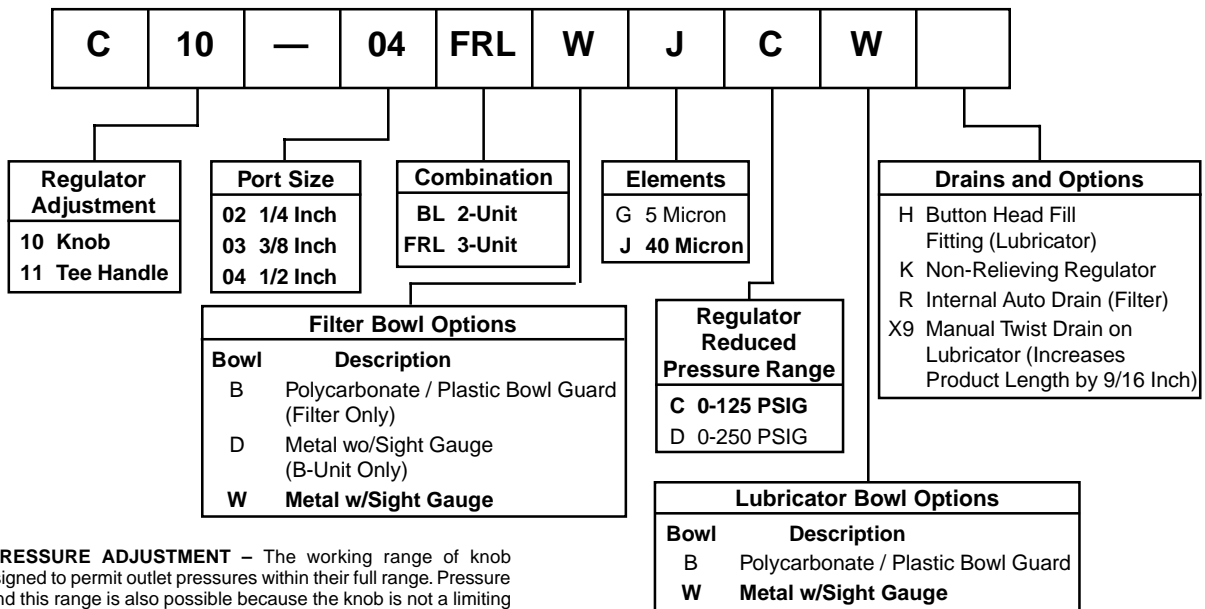 C 10 — 04 FRL W J C W
Regulator
Adjustment
10 Knob
11 Tee Handle
Port Size
02 1/4 Inch
03 3/8 Inch
04 1/2 Inch
Combination
BL 2-Unit
FRL 3-Unit
Elements
G 5 Micron
J 40 Micron
Drains and Options
H Button Head Fill
Fitting (Lubricator)
K Non-Relieving Regulator
R Internal Auto Drain (Filter)
X9 Manual Twist Drain on
Lubricator (Increases
Product Length by 9/16 Inch)
Filter Bowl Options
Bowl Description
B Polycarbonate / Plastic Bowl Guard
(Filter Only)
D Metal wo/Sight Gauge
(B-Unit Only)
W Metal w/Sight Gauge
Regulator
Reduced
Pressure Range
C 0-125 PSIG
D 0-250 PSIG
Lubricator Bowl Options
Bowl Description
B Polycarbonate / Plastic Bowl Guard
W Metal w/Sight Gauge
RESSURE ADJUSTMENT – The working range of knob
signed to permit outlet pressures within their full range. Pressure
nd this range is also possible because the knob is not a limiting